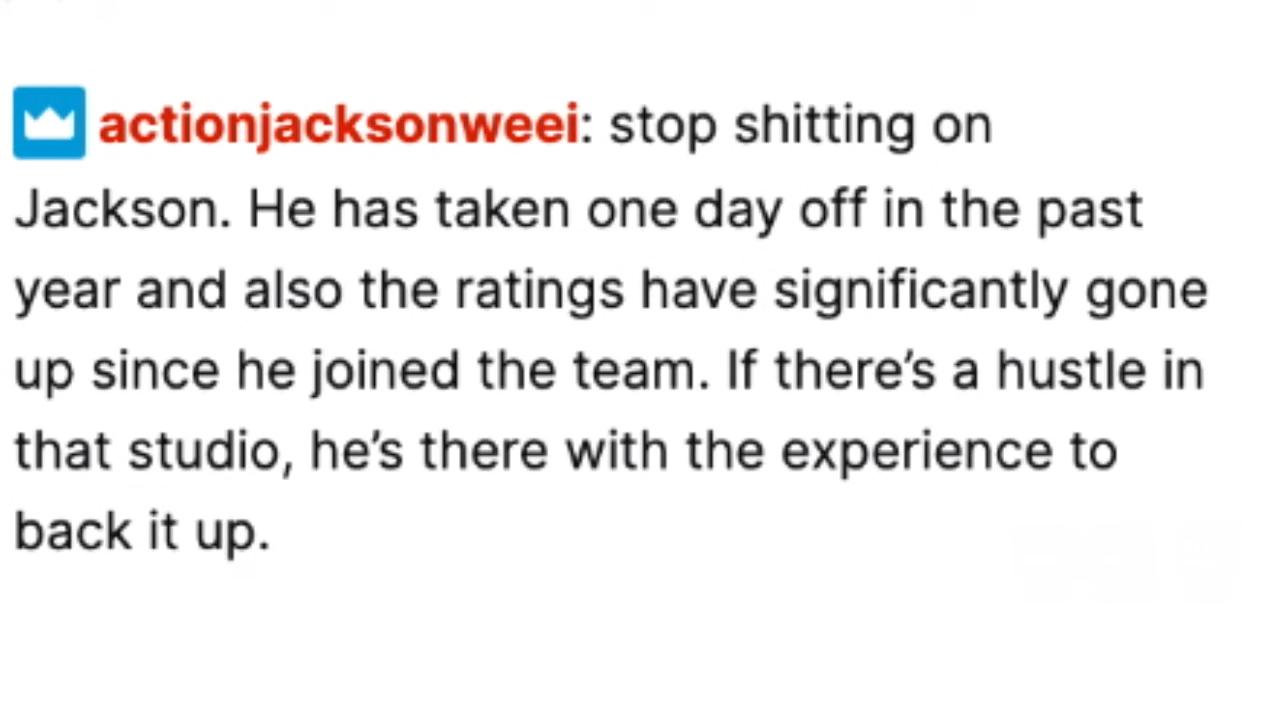 actionjacksonweei: stop shitting on
Jackson. He has taken one day off in the past
year and also the ratings have significantly gone
up since he joined the team. If there’s a hustle in
that studio, he’s there with the experience to
back it up.